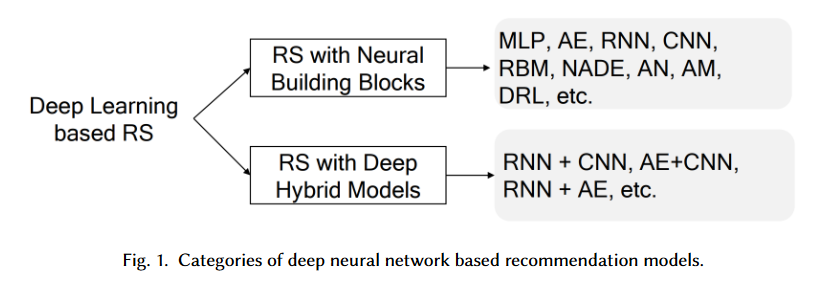 Deep Learning
based RS
RS with Neural
Building Blocks
MLP, AE, RNN, CNN,
RBM, NADE, AN, AM,
DRL, etc.
RS with Deep
Hybrid Models
RNN + CNN, AE+CNN,
RNN + AE, etc.
Fig. 1. Categories of deep neural network based recommendation models.